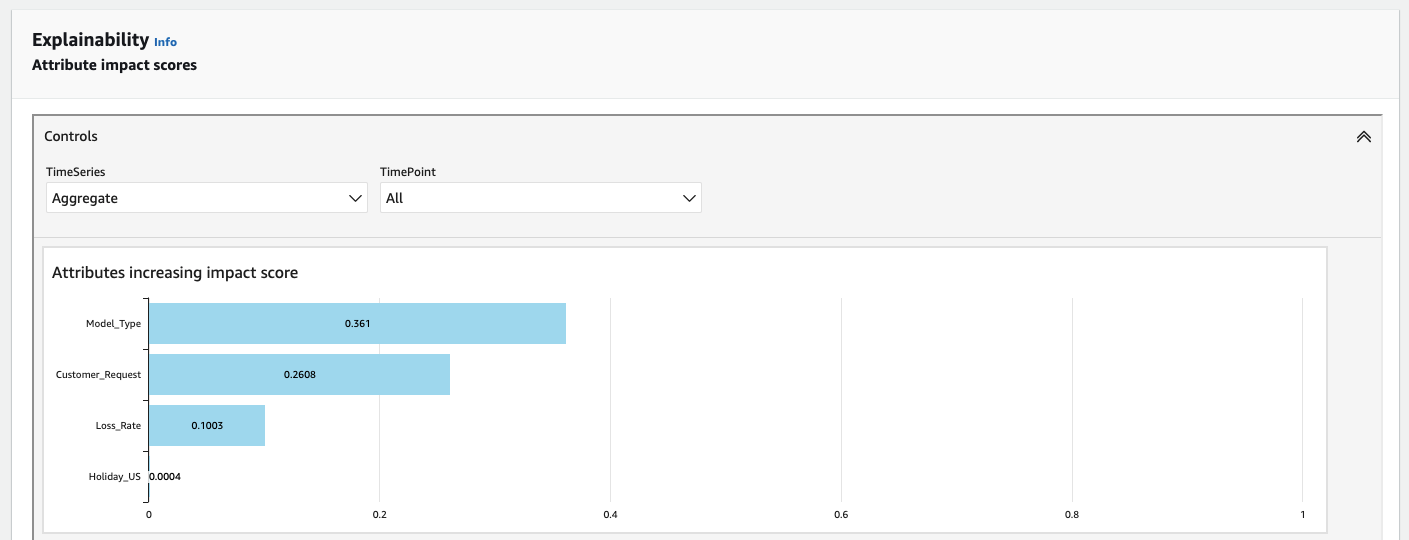 Explainability Info
Attribute impact scores
Controls
TimeSeries TimePoint
Aggregate All
Attributes increasing impact score
Model_Type 0.361
Customer_Request 0.2608
Loss_Rate 0.1003
Holiday_US 0.0004
0 0.2 0.4 0.6 0.8 1